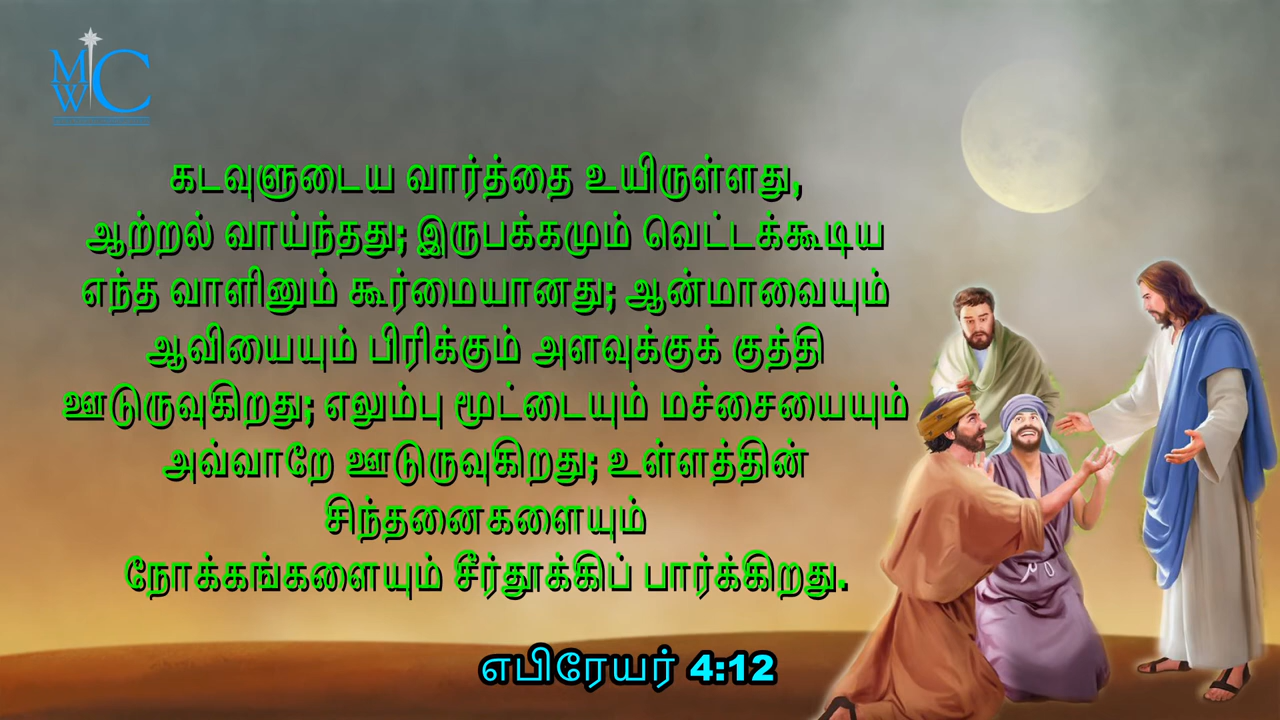 MWC
கடவுளுடைய வார்த்தை உயிருள்ளது,
ஆற்றல் வாய்ந்தது; இருபக்கமும் வெட்டக்கூடிய
எந்த வாளினும் கூர்மையானது; ஆன்மாவையும்
ஆவியையும் பிரிக்கும் அளவுக்குக் குத்தி
ஊடுருவுகிறது; எலும்பு மூட்டையும் மச்சையையும்
அவ்வாறே ஊடுருவுகிறது; உள்ளத்தின்
சிந்தனைகளையும்
நோக்கங்களையும் சீர்தூக்கிப் பார்க்கிறது.
எபிரேயர் 4:12